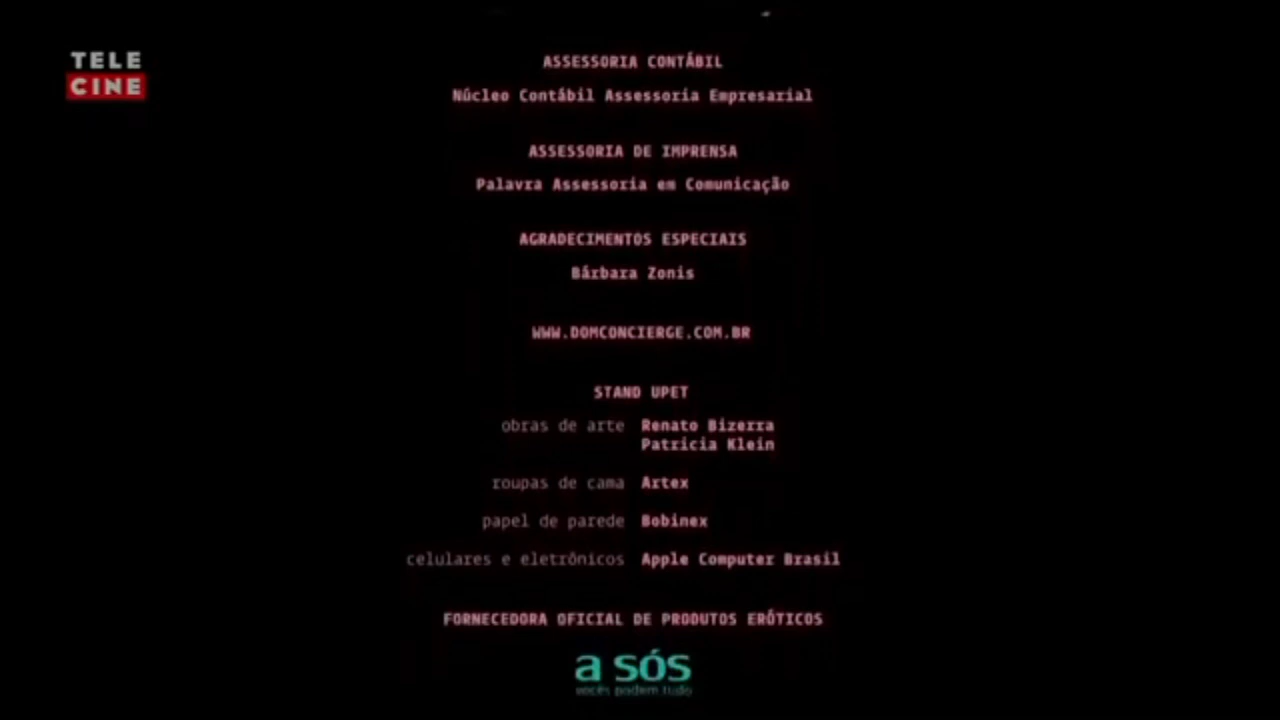 TELE
CINE
ASSESSORIA CONTÁBIL
Núcleo Contábil Assessoria Empresarial
ASSESSORIA DE IMPRENSA
Palavra Assessoria em Comunicação
AGRADECIMENTOS ESPECIAIS
Bárbara Zonis
WWW.DOMCONCIERGE.COM.BR
STAND UPET
obras de arte Renato Bizerra
Patricia Klein
roupas de cama Artex
papel de parede Bobinex
celulares e eletrônicos Apple Computer Brasil
FORNECEDORA OFICIAL DE PRODUTOS ERÓTICOS
a sós
vocês podem tudo